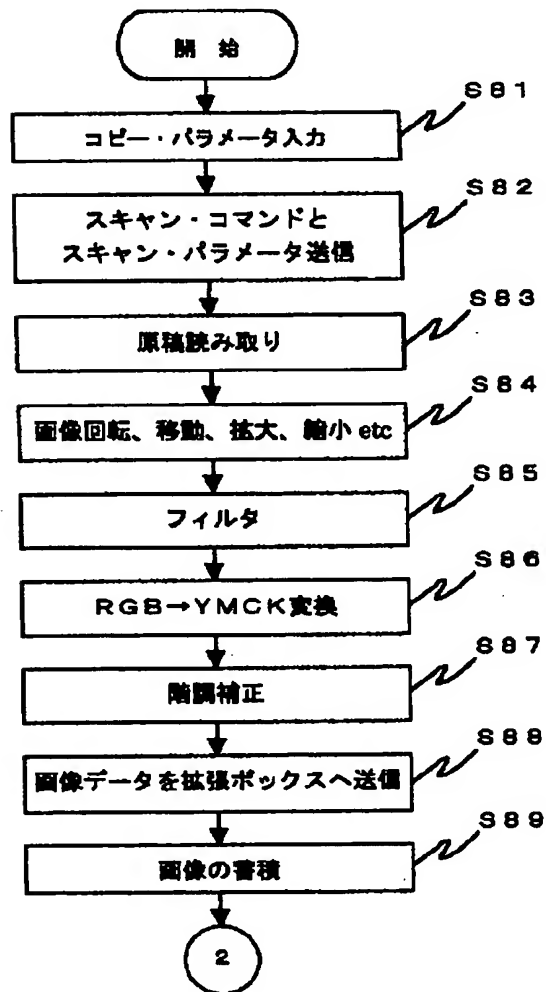 開 始
S81
コピー・パラメータ入力
S82
スキャン・コマンドと
スキャン・パラメータ送信
S83
原稿読み取り
S84
画像回転、移動、拡大、縮小 etc
S85
フィルタ
S86
RGB→YMCK変換
S87
階調補正
S88
画像データを拡張ボックスへ送信
S89
画像の蓄積
2